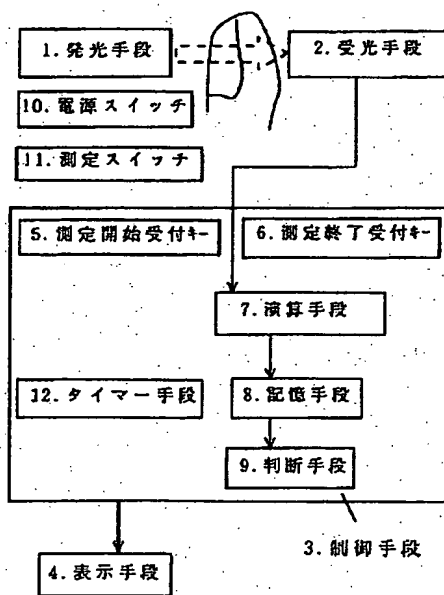 1.発光手段
2.受光手段
10.電源スイッチ
11.測定スイッチ
5.測定開始受付キー
6.測定終了受付キー
7.演算手段
12.タイマー手段
8.記憶手段
9.判断手段
3.制御手段
4.表示手段